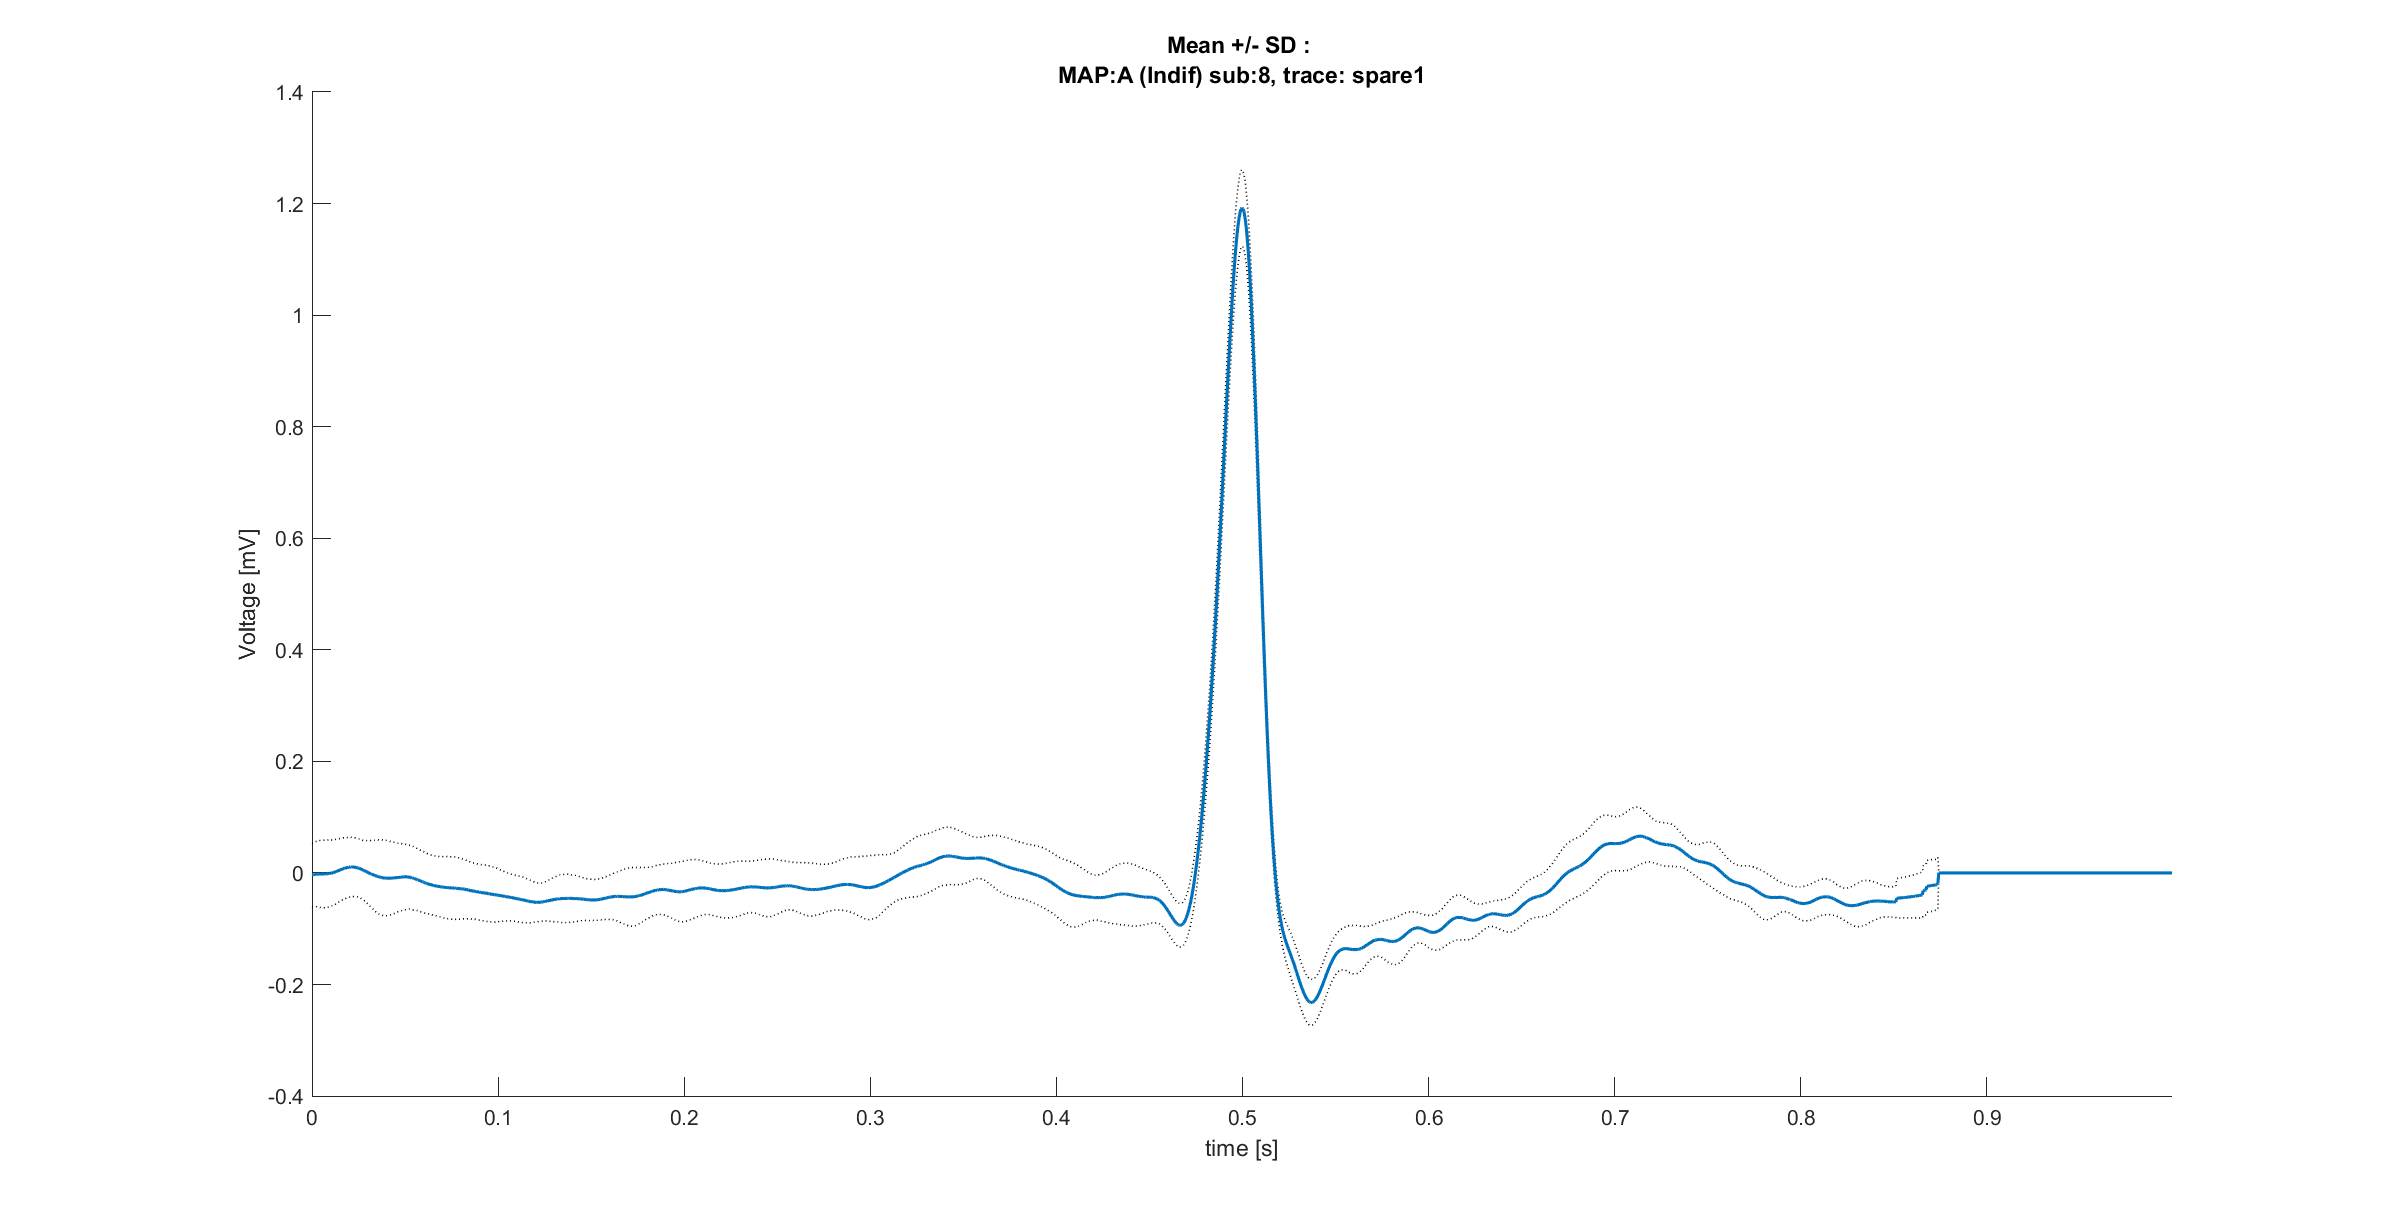 Mean +/- SD :
MAP:A (Indif) sub:8, trace: spare1
1.4
1.2
1
0.8
0.6
0.4
0.2
0
-0.2
-0.4
Voltage [mV]
0 0.1 0.2 0.3 0.4 0.5 0.6 0.7 0.8 0.9
time [s]